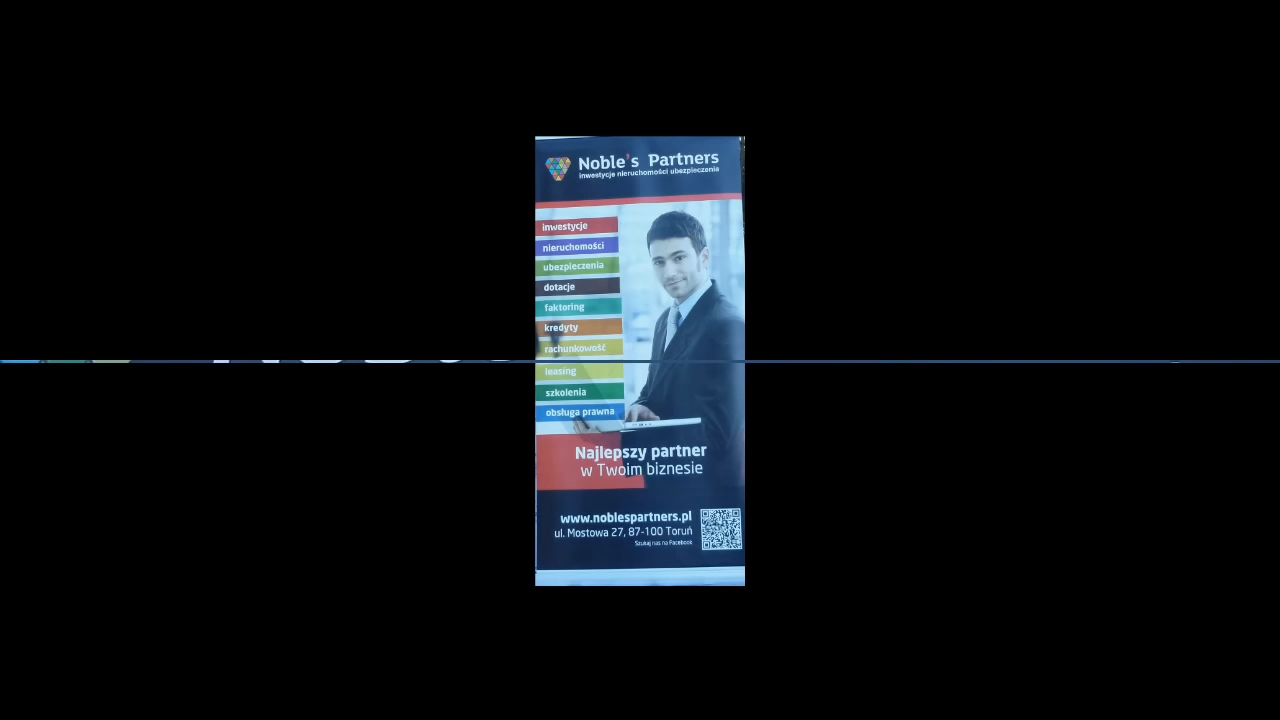 Noble's Partners
inwestycje nieruchomości ubezpieczenia
inwestycje
nieruchomości
ubezpieczenia
dotacje
faktoring
kredyty
rachunkowość
leasing
szkolenia
obsługa prawna
Najlepszy partner
w Twoim biznesie
www.noblespartners.pl
ul. Mostowa 27, 87-100 Toruń
Szukaj nas na Facebook